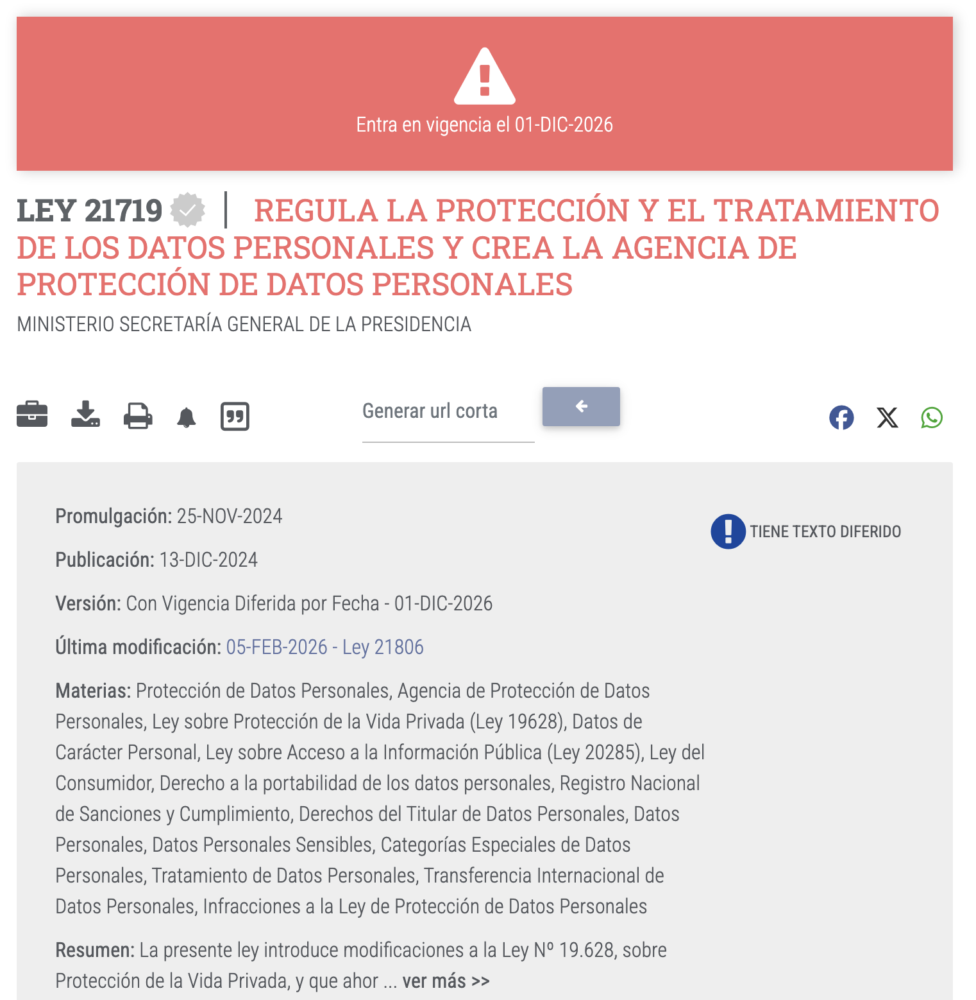 Entra en vigencia el 01-DIC-2026
LEY 21719 REGULA LA PROTECCIÓN Y EL TRATAMIENTO
DE LOS DATOS PERSONALES Y CREA LA AGENCIA DE
PROTECCIÓN DE DATOS PERSONALES
MINISTERIO SECRETARÍA GENERAL DE LA PRESIDENCIA
Generar url corta
Promulgación: 25-NOV-2024
TIENE TEXTO DIFERIDO
Publicación: 13-DIC-2024
Versión: Con Vigencia Diferida por Fecha - 01-DIC-2026
Última modificación: 05-FEB-2026 - Ley 21806
Materias: Protección de Datos Personales, Agencia de Protección de Datos
Personales, Ley sobre Protección de la Vida Privada (Ley 19628), Datos de
Carácter Personal, Ley sobre Acceso a la Información Pública (Ley 20285), Ley del
Consumidor, Derecho a la portabilidad de los datos personales, Registro Nacional
de Sanciones y Cumplimiento, Derechos del Titular de Datos Personales, Datos
Personales, Datos Personales Sensibles, Categorías Especiales de Datos
Personales, Tratamiento de Datos Personales, Transferencia Internacional de
Datos Personales, Infracciones a la Ley de Protección de Datos Personales
Resumen: La presente ley introduce modificaciones a la Ley Nº 19.628, sobre
Protección de la Vida Privada, y que ahor ... ver más >>